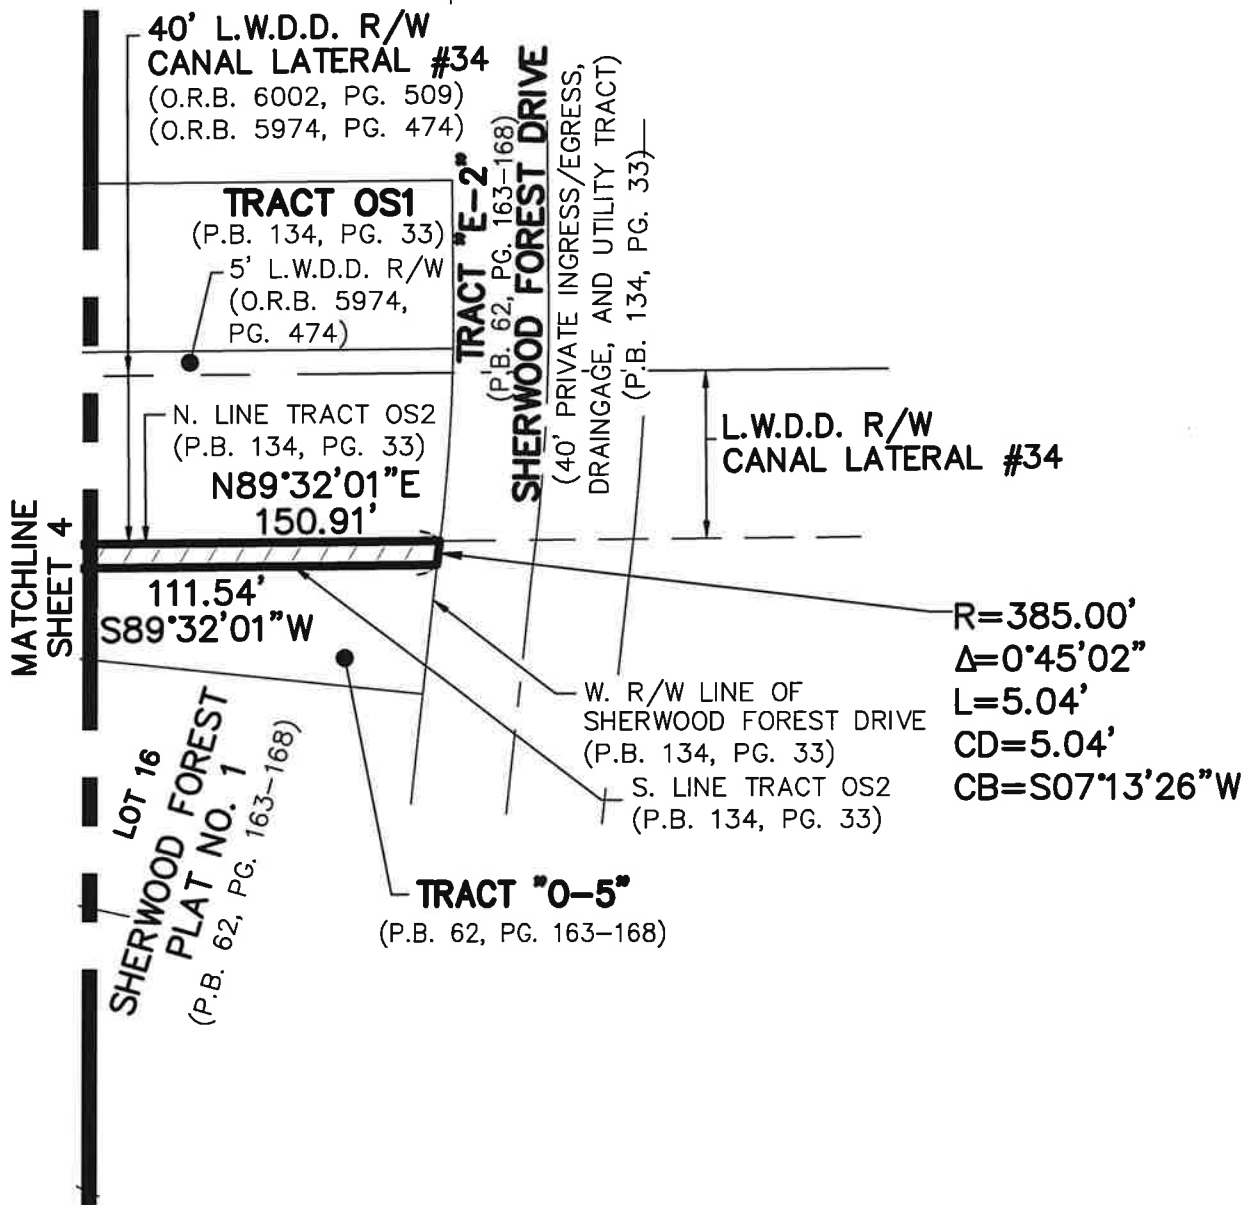 40' L.W.D.D. R/W
CANAL LATERAL #34
(O.R.B. 6002, PG. 509)
(O.R.B. 5974, PG. 474)
TRACT OS1
(P.B. 134, PG. 33)
5' L.W.D.D. R/W
(O.R.B. 5974,
PG. 474)
TRACT "E-2"
(P.B. 62, PG. 163-168)
SHERWOOD FOREST DRIVE
(40' PRIVATE INGRESS/EGRESS,
DRAINGAGE, AND UTILITY TRACT)
(P.B. 134, PG. 33)
N. LINE TRACT OS2
(P.B. 134, PG. 33)
N89°32'01"E
150.91'
L.W.D.D. R/W
CANAL LATERAL #34
MATCHLINE
SHEET 4
111.54'
S89°32'01"W
R=385.00'
Δ=0°45'02"
L=5.04'
CD=5.04'
CB=S07°13'26"W
W. R/W LINE OF
SHERWOOD FOREST DRIVE
(P.B. 134, PG. 33)
S. LINE TRACT OS2
(P.B. 134, PG. 33)
LOT 16
SHERWOOD FOREST
PLAT NO. 1
(P.B. 62, PG. 163-168)
TRACT "O-5"
(P.B. 62, PG. 163-168)